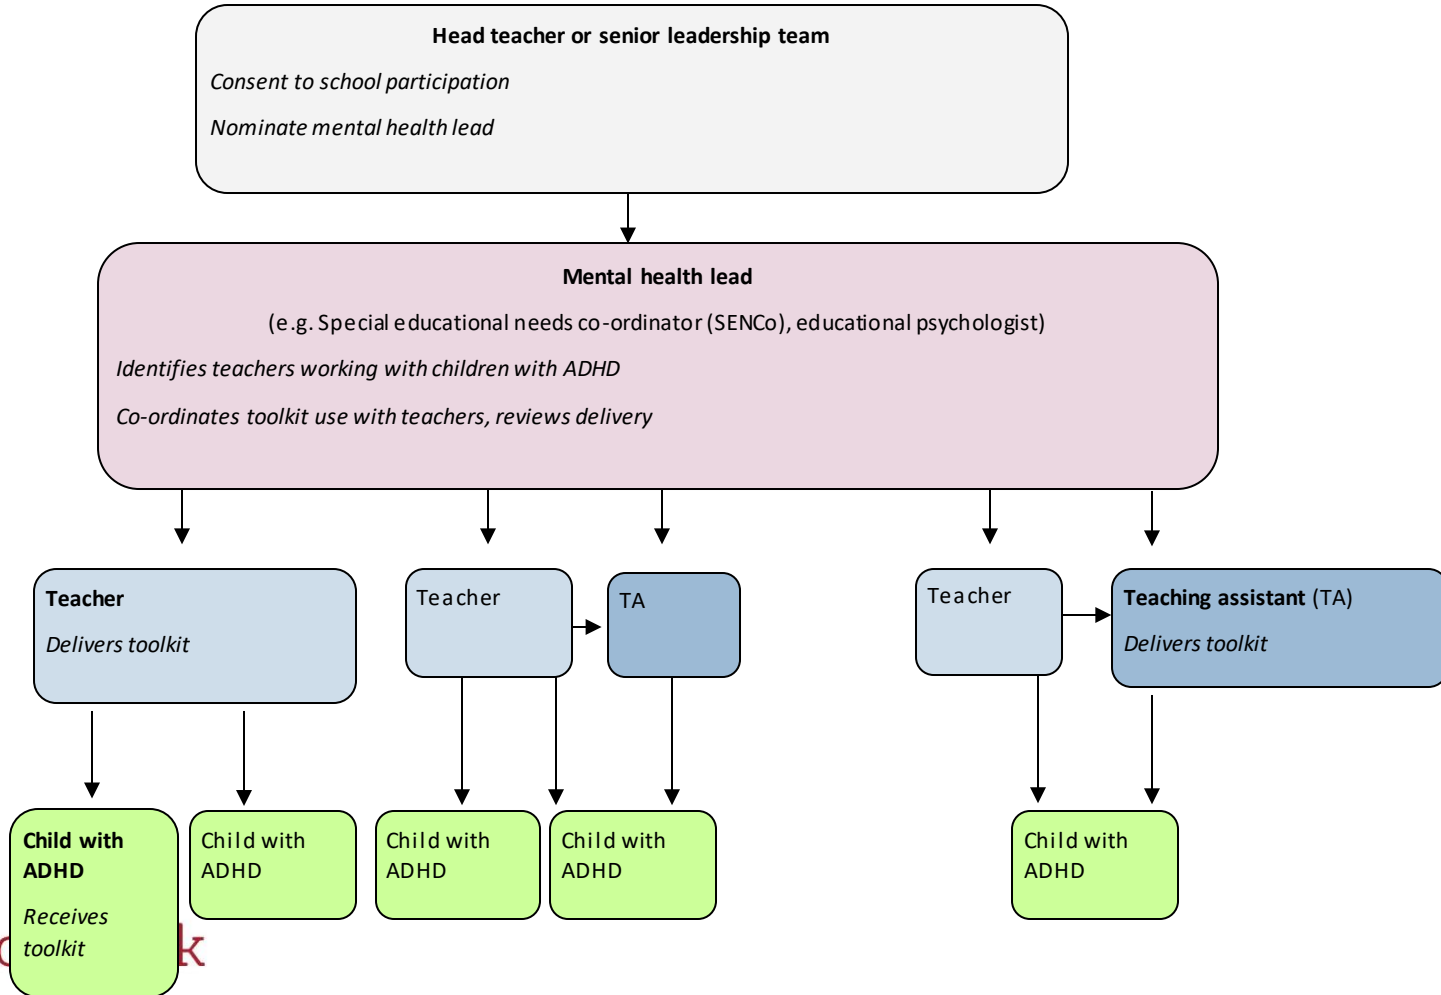 Head teacher or senior leadership team
Consent to school participation
Nominate mental health lead
Mental health lead
(e.g. Special educational needs co-ordinator (SENCo), educational psychologist)
Identifies teachers working with children with ADHD
Co-ordinates toolkit use with teachers, reviews delivery
Teacher
Delivers toolkit
Teacher
TA
Teacher
Teaching assistant (TA)
Delivers toolkit
Child with
ADHD
Receives
toolkit
Child with
ADHD
Child with
ADHD
Child with
ADHD
Child with
ADHD